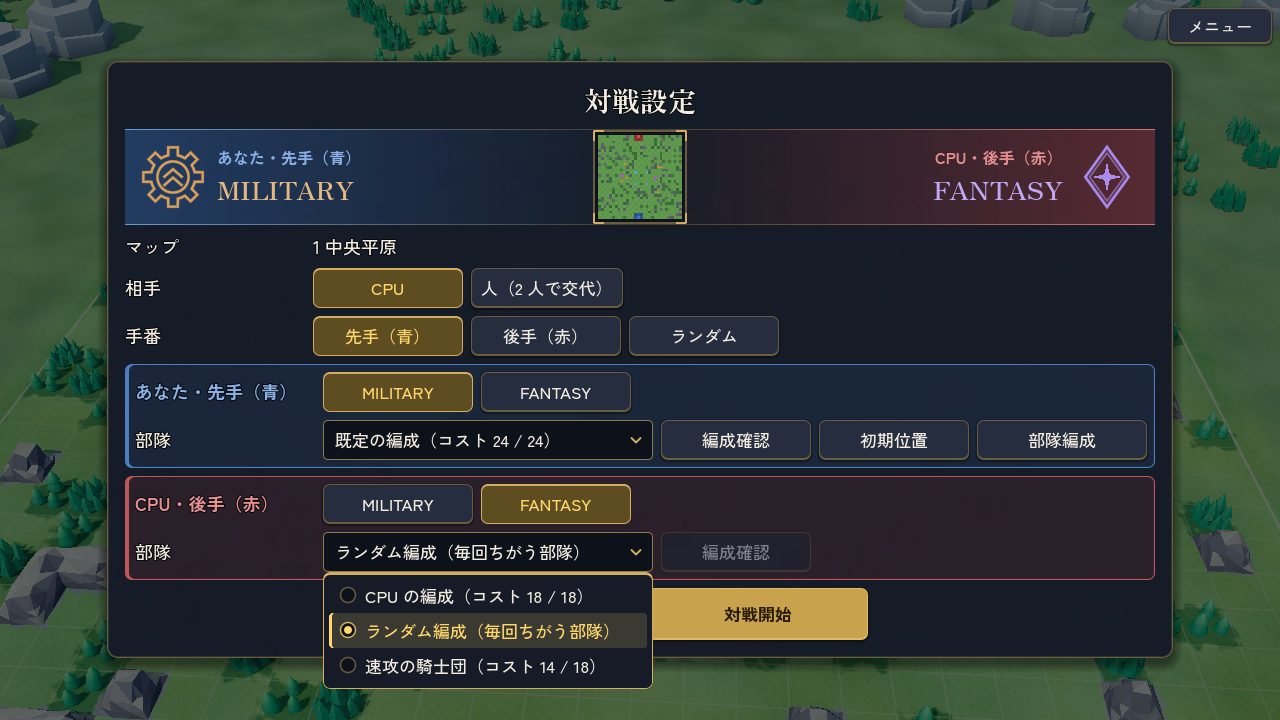 メニュー
対戦設定
あなた・先手（青）
MILITARY
CPU・後手（赤）
FANTASY
マップ 1 中央平原
相手 CPU 人（2 人で交代）
手番 先手（青） 後手（赤） ランダム
あなた・先手（青） MILITARY FANTASY
部隊 既定の編成（コスト 24 / 24） 編成確認 初期位置 部隊編成
CPU・後手（赤） MILITARY FANTASY
部隊 ランダム編成（毎回ちがう部隊） 編成確認
CPU の編成（コスト 18 / 18）
ランダム編成（毎回ちがう部隊）
速攻の騎士団（コスト 14 / 18）
対戦開始